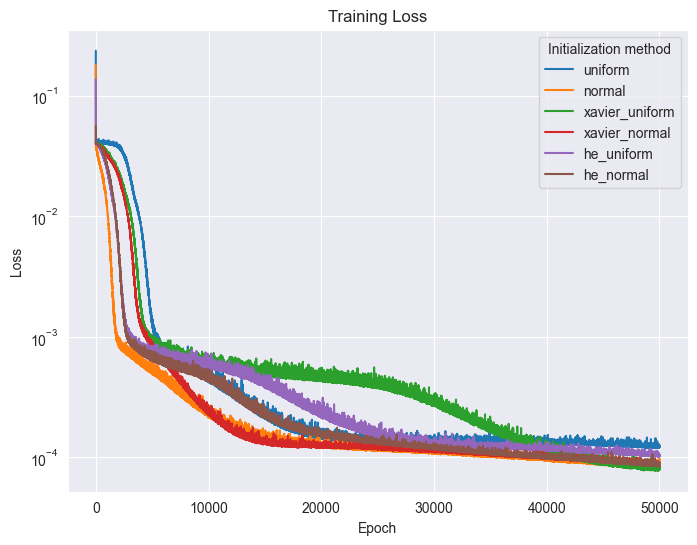 Training Loss
Initialization method
uniform
normal
xavier_uniform
xavier_normal
he_uniform
he_normal
Loss
10⁻¹
10⁻²
10⁻³
10⁻⁴
0
10000
20000
30000
40000
50000
Epoch